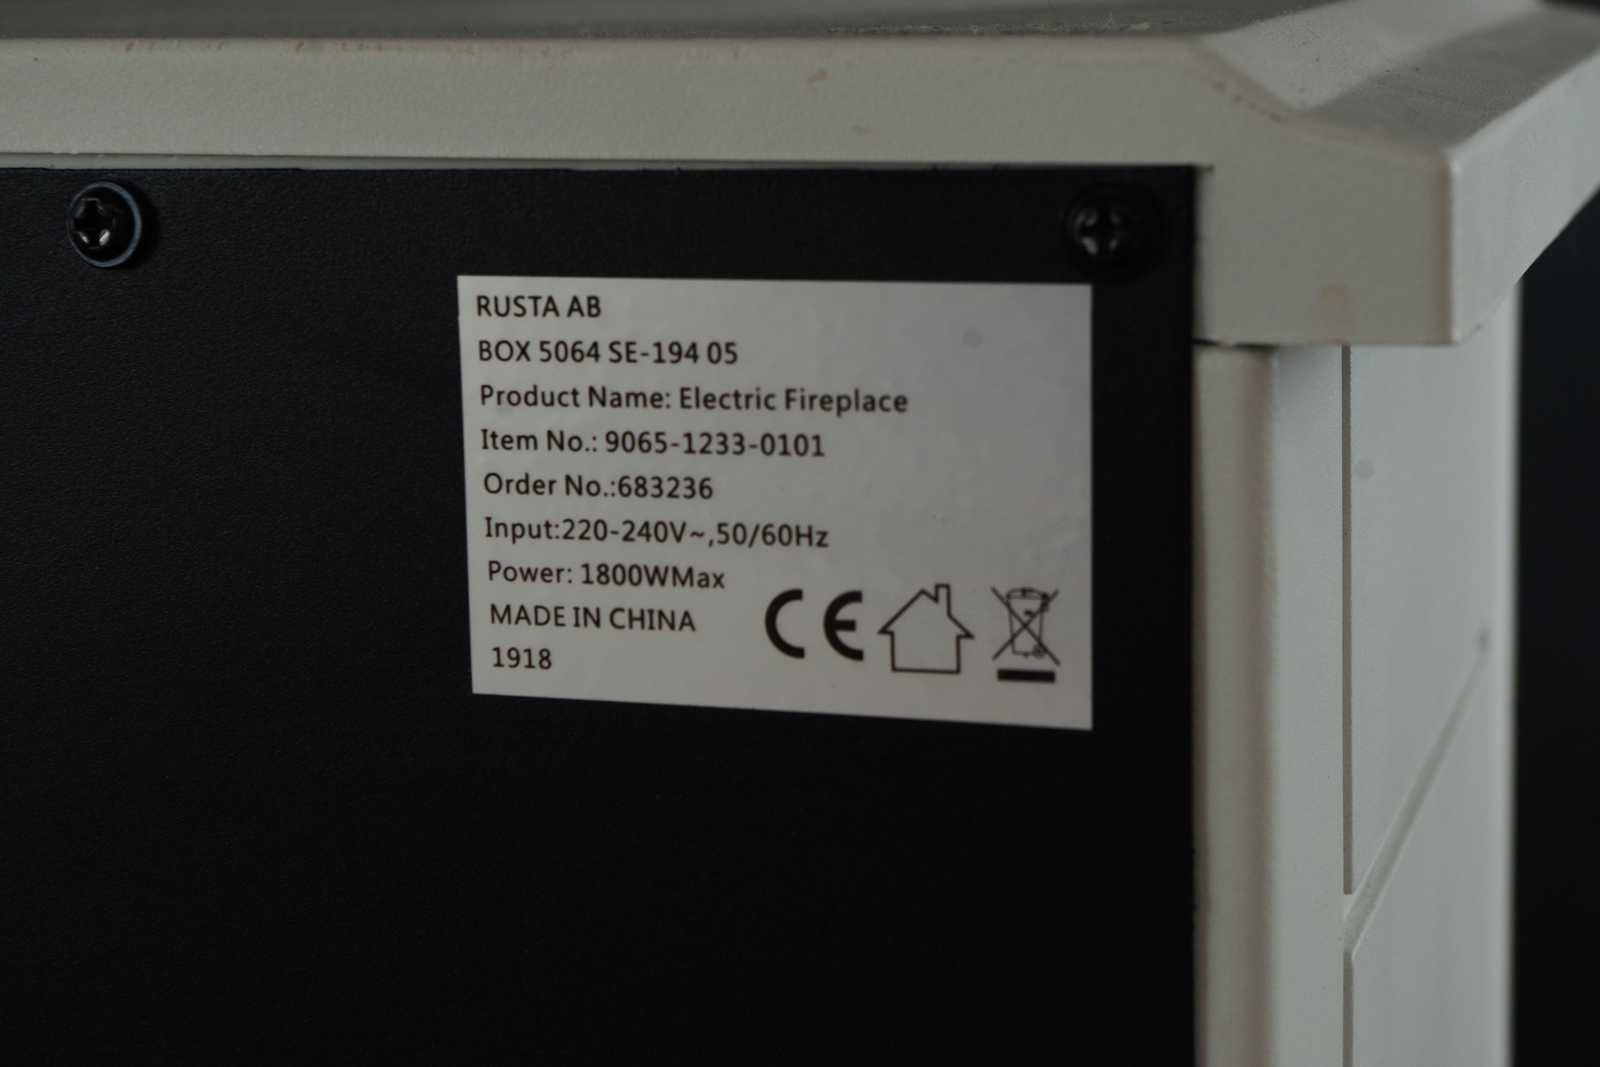 RUSTA AB
BOX 5064 SE-194 05
Product Name: Electric Fireplace
Item No.: 9065-1233-0101
Order No.:683236
Input:220-240V~,50/60Hz
Power: 1800WMax
MADE IN CHINA
1918
CE